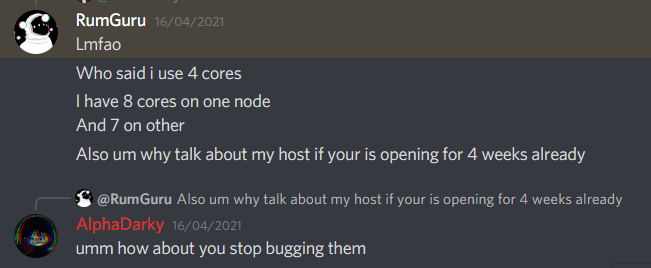 RumGuru 16/04/2021
Lmfao
Who said i use 4 cores
I have 8 cores on one node
And 7 on other
Also um why talk about my host if your is opening for 4 weeks already
@RumGuru Also um why talk about my host if your is opening for 4 weeks already
AlphaDarky 16/04/2021
umm how about you stop bugging them